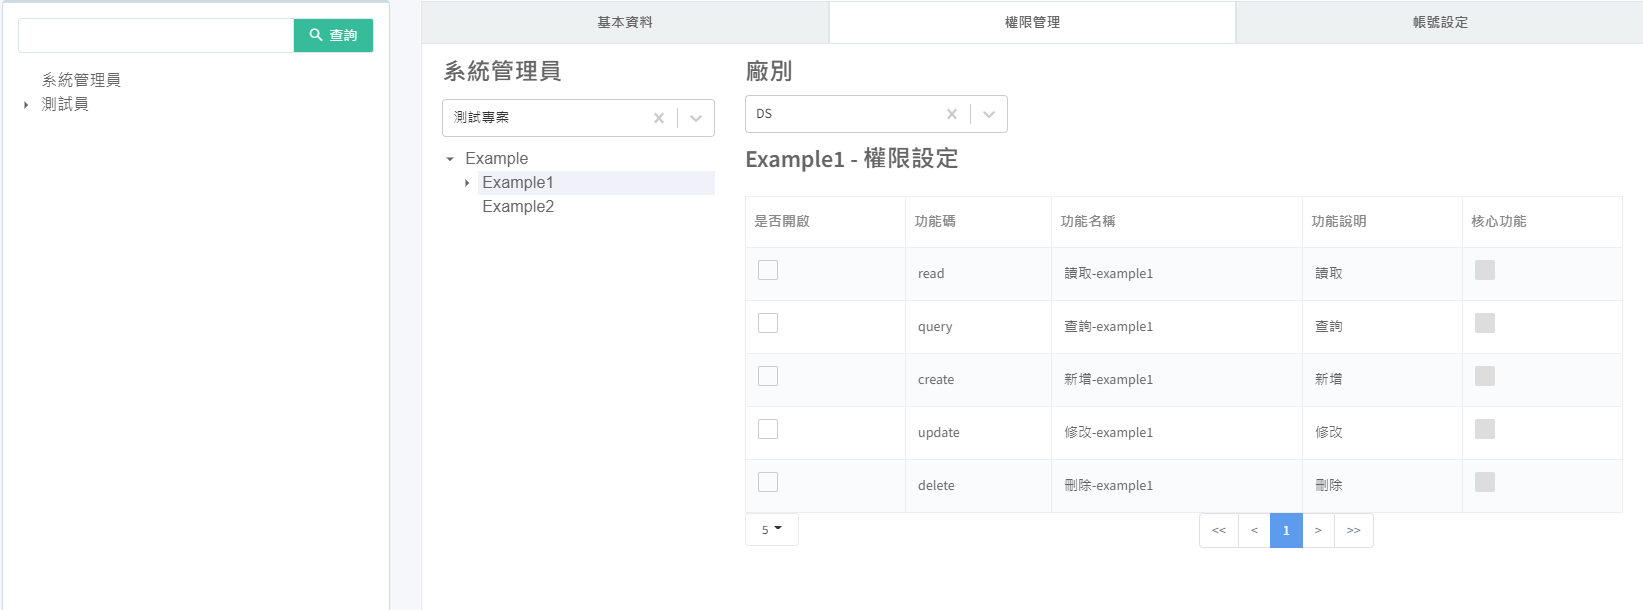 查詢
系統管理員
測試員
基本資料
權限管理
帳號設定
系統管理員
測試專案
Example
Example1
Example2
廠別
DS
Example1 - 權限設定
是否開啟 功能碼 功能名稱 功能說明 核心功能
read 讀取-example1 讀取
query 查詢-example1 查詢
create 新增-example1 新增
update 修改-example1 修改
delete 刪除-example1 刪除
5
<< < 1 > >>